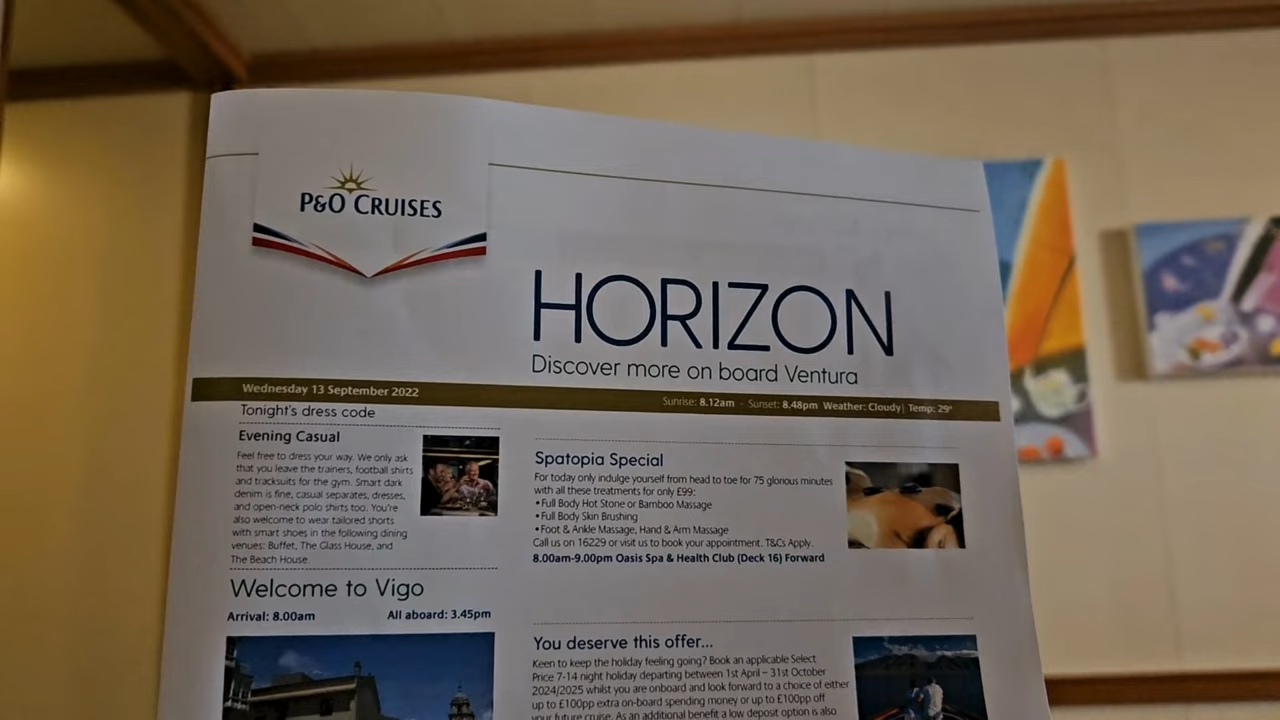 P&O CRUISES
HORIZON
Discover more on board Ventura
Wednesday 13 September 2022
Sunrise: 8.12am - Sunset: 8.48pm Weather: Cloudy| Temp: 29°
Tonight's dress code
Evening Casual
Feel free to dress your way. We only ask
that you leave the trainers, football shirts
and tracksuits for the gym. Smart dark
denim is fine, casual separates, dresses,
and open-neck polo shirts too. You're
also welcome to wear tailored shorts
with smart shoes in the following dining
venues: Buffet, The Glass House, and
The Beach House.
Welcome to Vigo
Arrival: 8.00am All aboard: 3.45pm
Spatopia Special
For today only indulge yourself from head to toe for 75 glorious minutes
with all these treatments for only £99:
•Full Body Hot Stone or Bamboo Massage
•Full Body Skin Brushing
•Foot & Ankle Massage, Hand & Arm Massage
Call us on 16229 or visit us to book your appointment. T&Cs Apply.
8.00am-9.00pm Oasis Spa & Health Club (Deck 16) Forward
You deserve this offer...
Keen to keep the holiday feeling going? Book an applicable Select
Price 7-14 night holiday departing between 1st April – 31st October
2024/2025 whilst you are onboard and look forward to a choice of either
up to £100pp extra on-board spending money or up to £100pp off
your future cruise. As an additional benefit a low deposit option is also